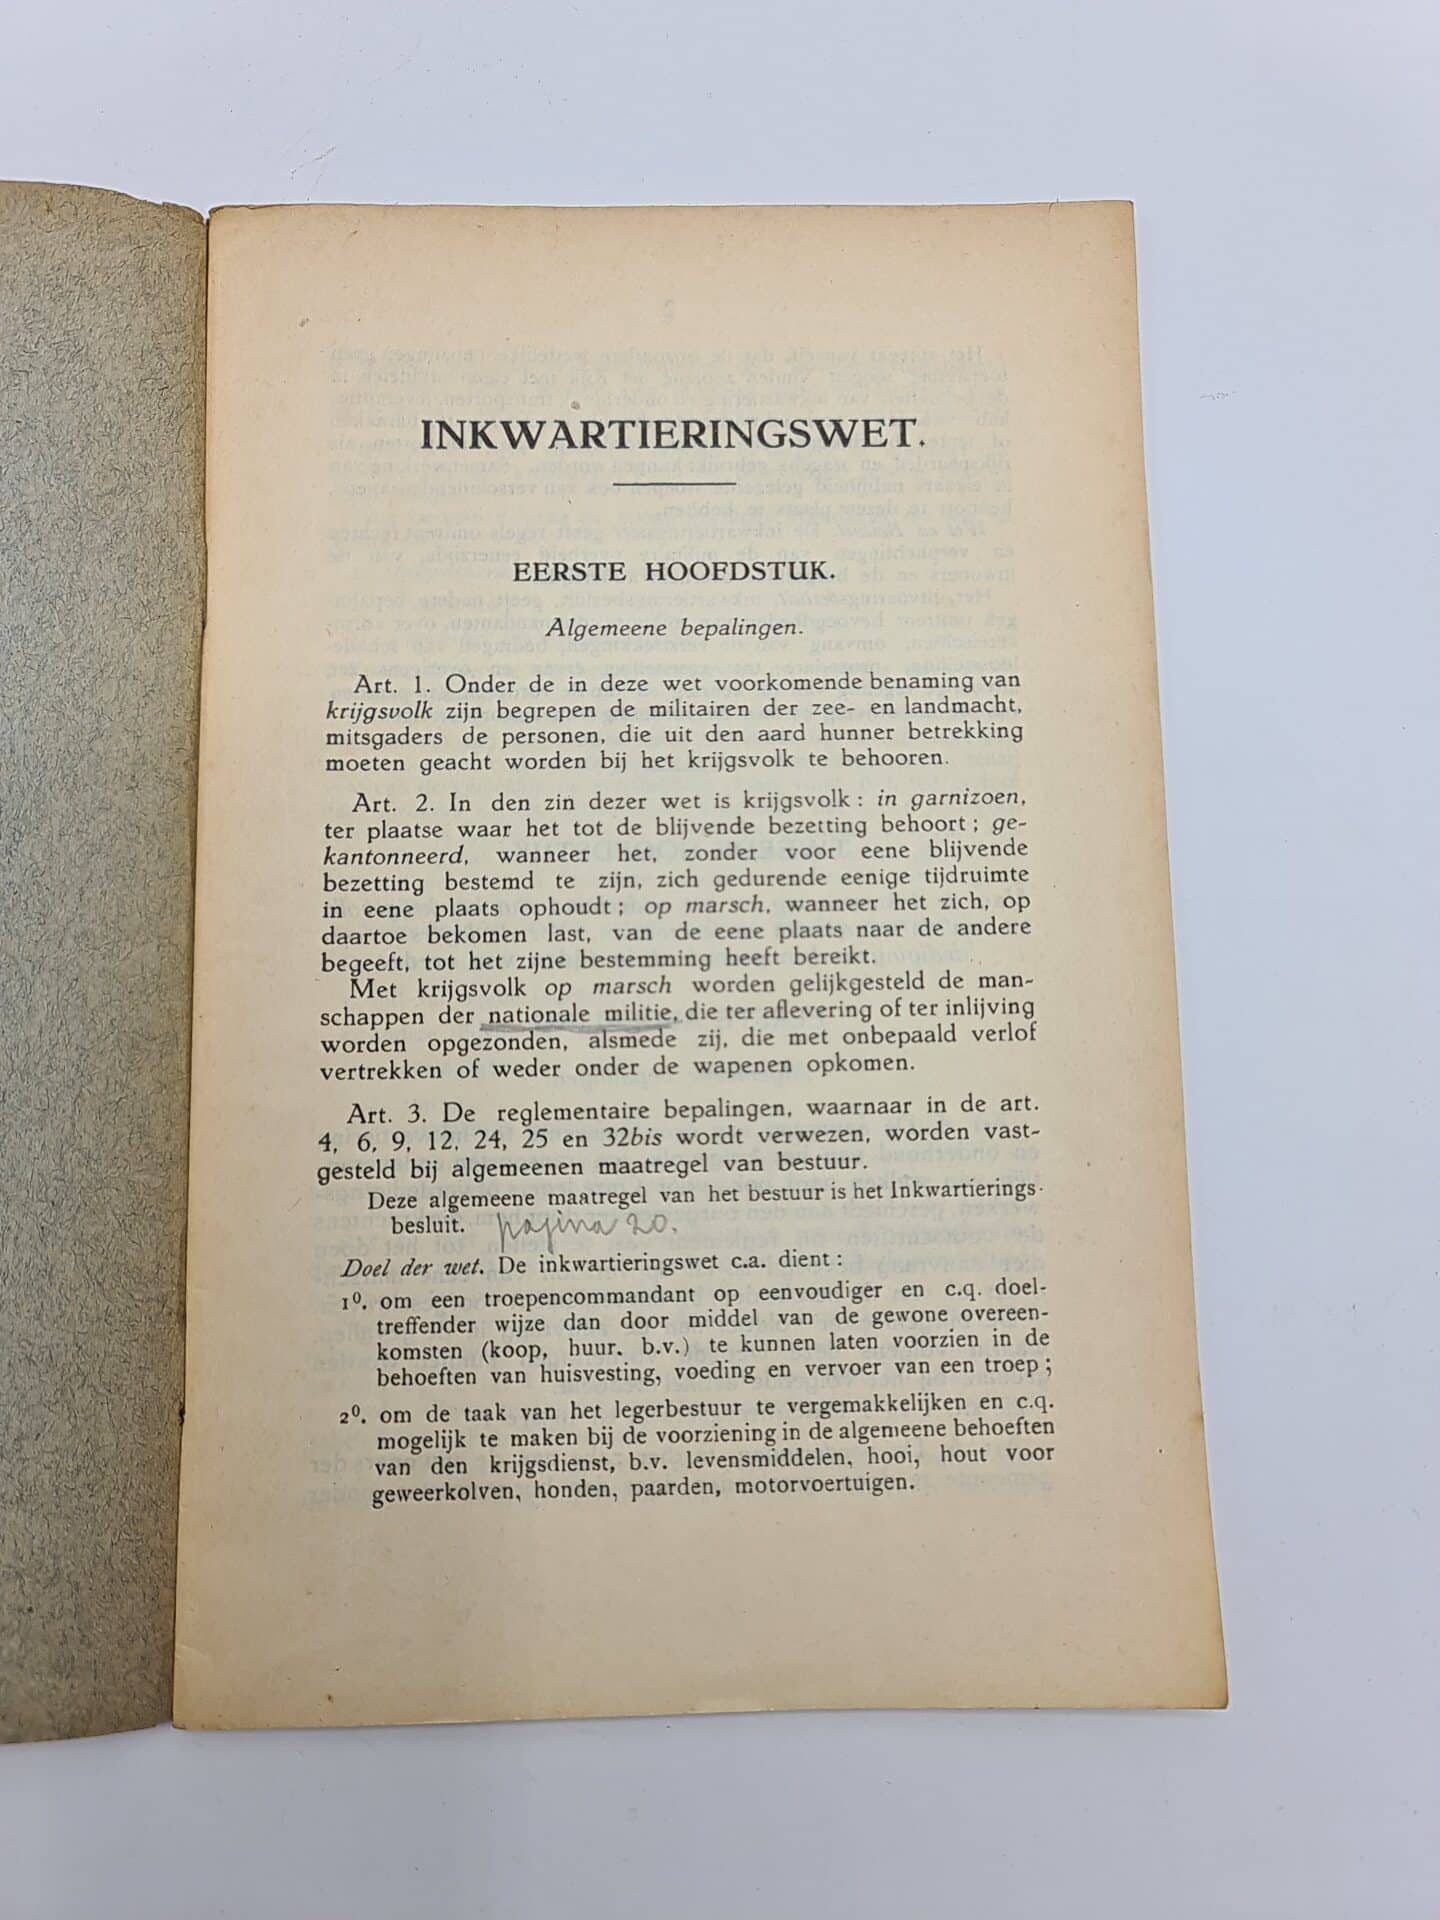 INKWARTIERINGSWET.
EERSTE HOOFDSTUK.
Algemeene bepalingen.
Art. 1. Onder de in deze wet voorkomende benaming van
krijgsvolk zijn begrepen de militairen der zee- en landmacht,
mitsgaders de personen, die uit den aard hunner betrekking
moeten geacht worden bij het krijgsvolk te behooren.
Art. 2. In den zin dezer wet is krijgsvolk: in garnizoen,
ter plaatse waar het tot de blijvende bezetting behoort; ge-
kantonneerd, wanneer het, zonder voor eene blijvende
bezetting bestemd te zijn, zich gedurende eenige tijdruimte
in eene plaats ophoudt; op marsch, wanneer het zich, op
daartoe bekomen last, van de eene plaats naar de andere
begeeft, tot het zijne bestemming heeft bereikt.
Met krijgsvolk op marsch worden gelijkgesteld de man-
schappen der nationale militie, die ter aflevering of ter inlijving
worden opgezonden, alsmede zij, die met onbepaald verlof
vertrekken of weder onder de wapenen opkomen.
Art. 3. De reglementaire bepalingen, waarnaar in de art.
4, 6, 9, 12, 24, 25 en 32bis wordt verwezen, worden vast-
gesteld bij algemeenen maatregel van bestuur.
Deze algemeene maatregel van het bestuur is het Inkwartierings-
besluit. pagina 20.
Doel der wet. De inkwartieringswet c.a. dient:
1⁰. om een troepencommandant op eenvoudiger en c.q. doel-
treffender wijze dan door middel van de gewone overeen-
komsten (koop, huur. b.v.) te kunnen laten voorzien in de
behoeften van huisvesting, voeding en vervoer van een troep;
2⁰. om de taak van het legerbestuur te vergemakkelijken en c.q.
mogelijk te maken bij de voorziening in de algemeene behoeften
van den krijgsdienst, b.v. levensmiddelen, hooi, hout voor
geweerkolven, honden, paarden, motorvoertuigen.